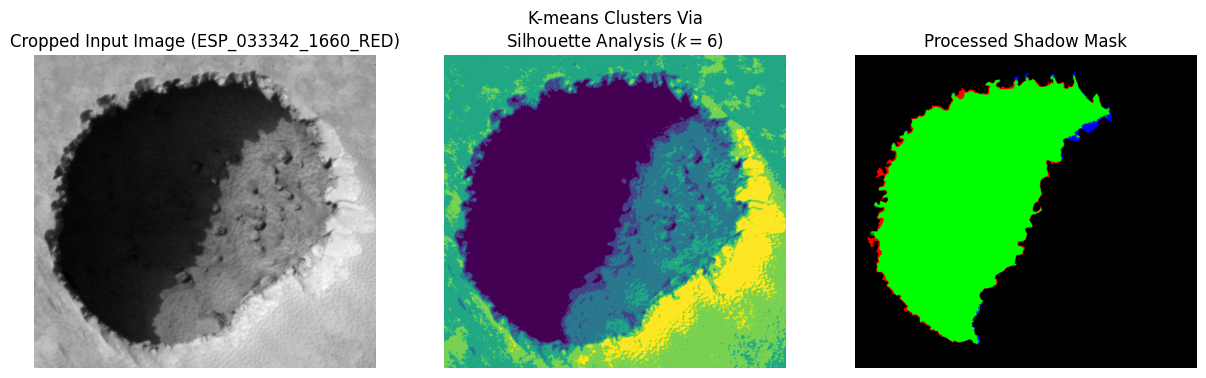 Cropped Input Image (ESP_033342_1660_RED)
K-means Clusters Via
Silhouette Analysis (k = 6)
Processed Shadow Mask